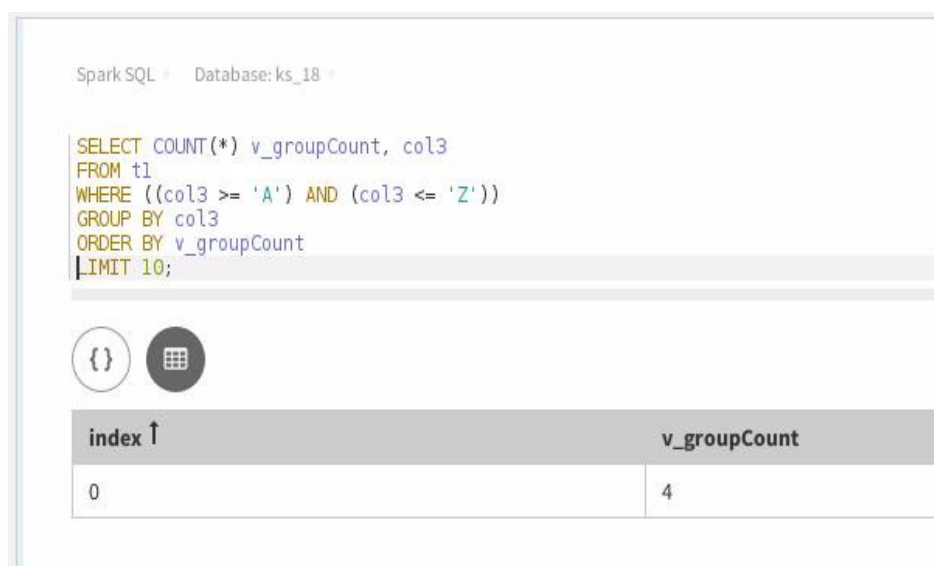 Spark SQL Database: ks_18
SELECT COUNT(*) v_groupCount, col3
FROM t1
WHERE ((col3 >= 'A') AND (col3 <= 'Z'))
GROUP BY col3
ORDER BY v_groupCount
LIMIT 10;
{}
index ↑ v_groupCount
0 4